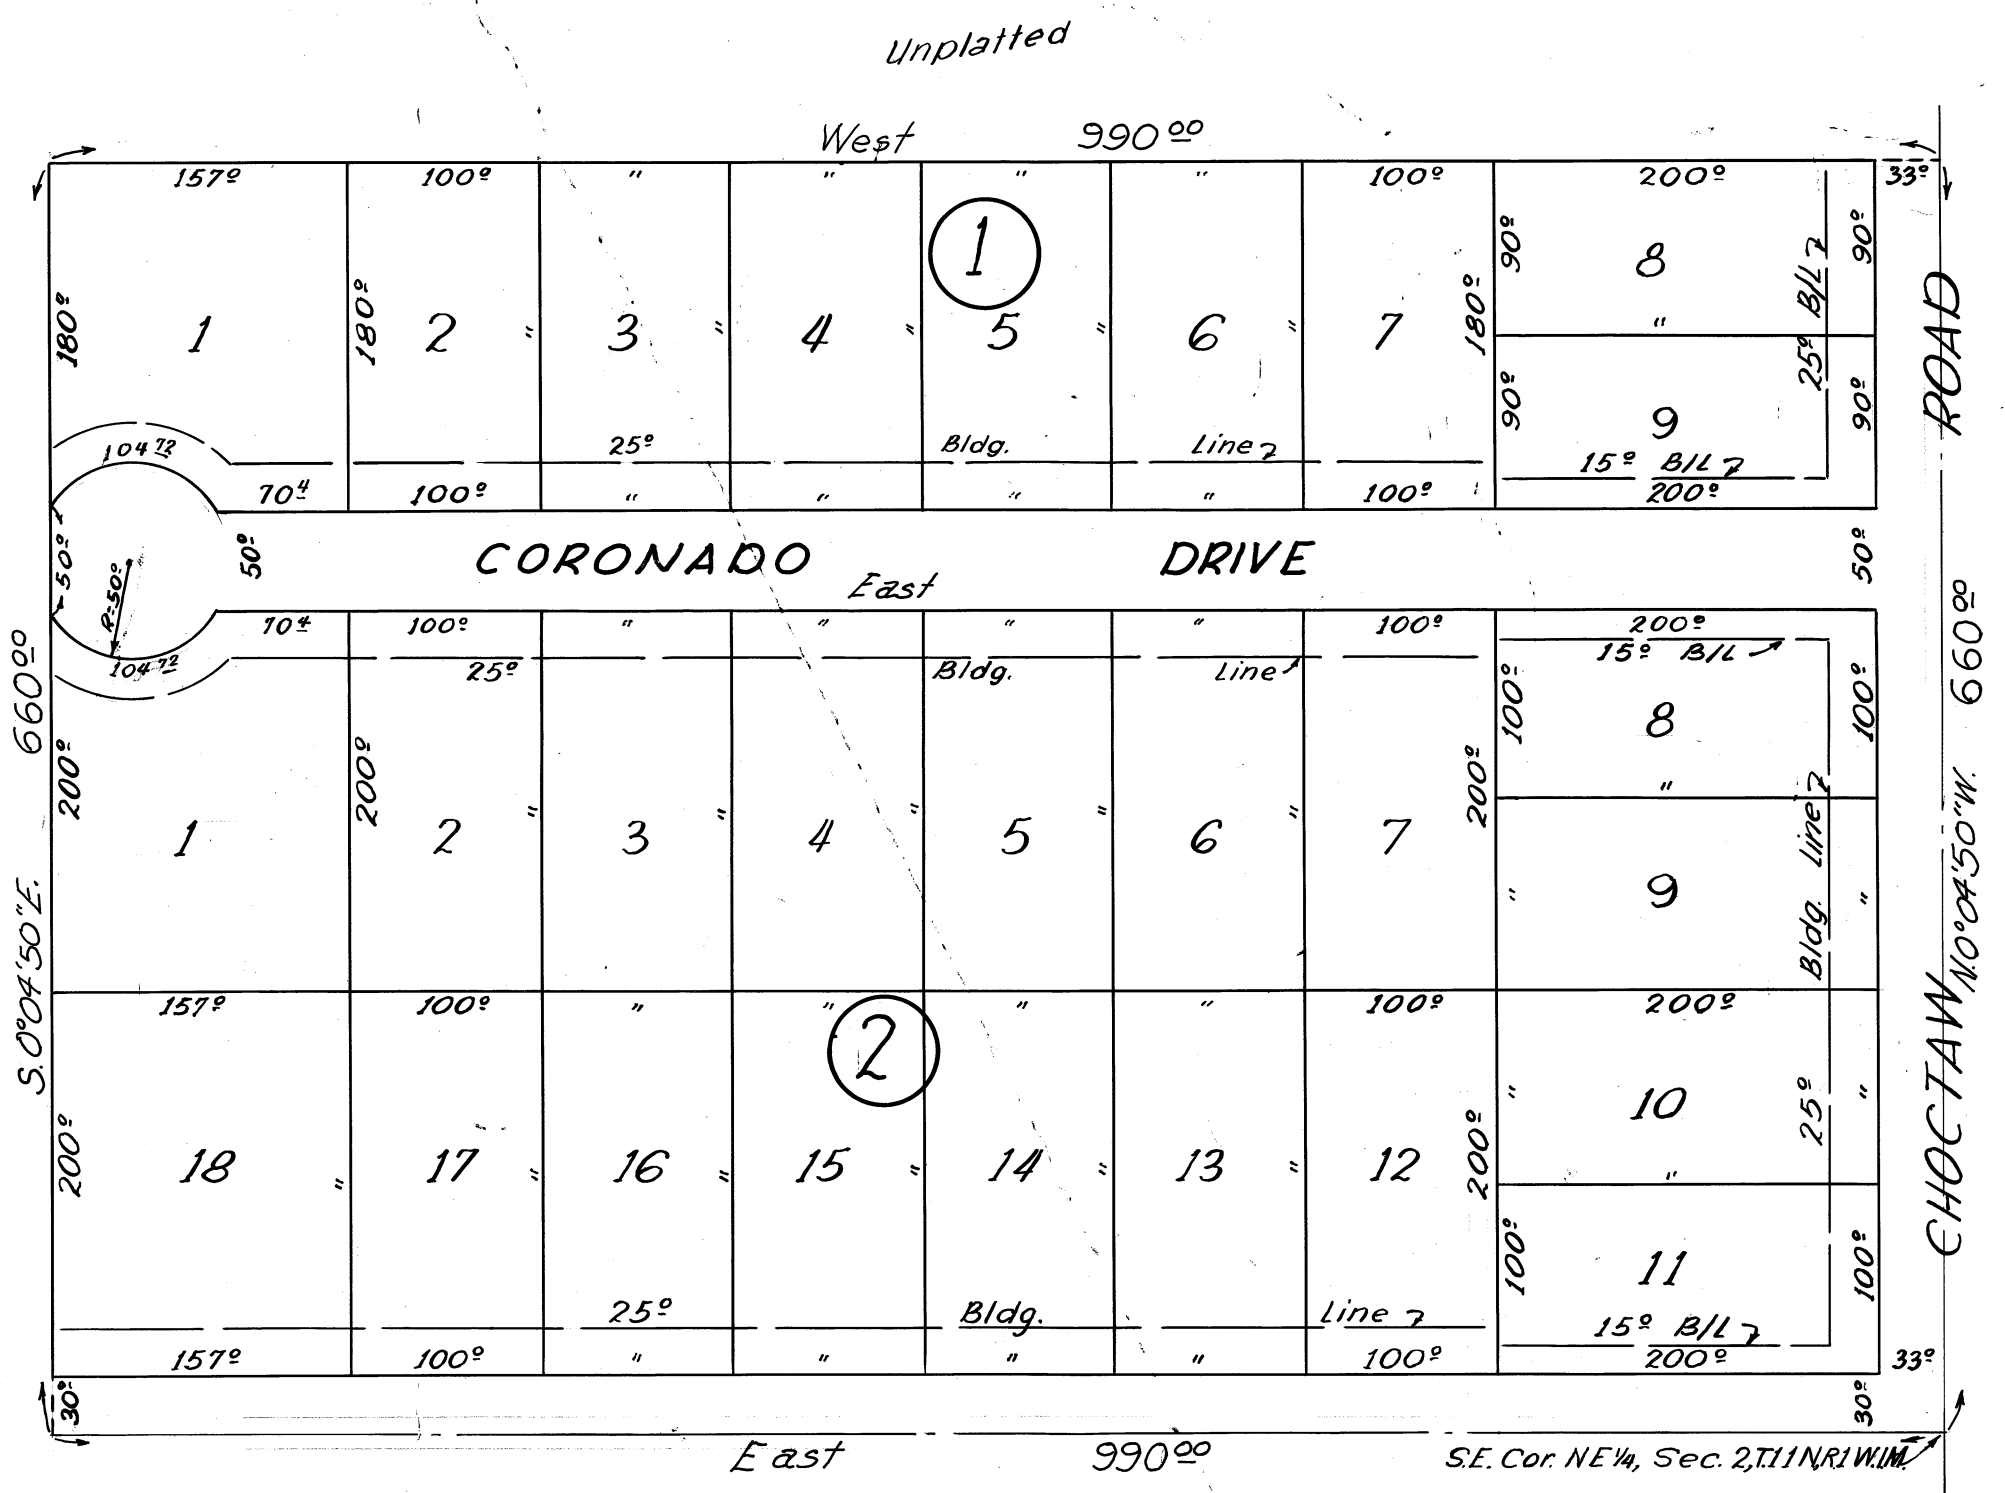 Unplatted
West 990.00
157.0 100.0 " " " " 100.0 200.0 33.0
1
90.0 25.0 B/L 90.0
8
180.0 1 180.0 2 " 3 " 4 " 5 " 6 " 7 180.0
"
90.0 9 90.0
104.72 25.0 Bldg. Line
15.0 B/L
70.4 100.0 " " " " 100.0 200.0
50.0 R=50.0 50.0 CORONADO DRIVE 50.0
East
70.4 100.0 " " " " 100.0 200.0
104.72 25.0 Bldg. Line 15.0 B/L
100.0 8 100.0
"
200.0 1 200.0 2 " 3 " 4 " 5 " 6 " 7 200.0
" 9 "
Bldg. Line 25.0
157.0 100.0 " " " " 100.0 200.0
2
" 10 "
"
200.0 18 " 17 " 16 " 15 " 14 " 13 " 12 200.0
100.0 11 100.0
25.0 Bldg. Line 15.0 B/L
157.0 100.0 " " " " 100.0 200.0 33.0
30.0 30.0
East 990.00
S.E. Cor. NE 1/4, Sec. 2, T.11N,R.1W.I.M.
S.0°04'50"E. 660.00
CHOCTAW ROAD
N.0°04'50"W. 660.00